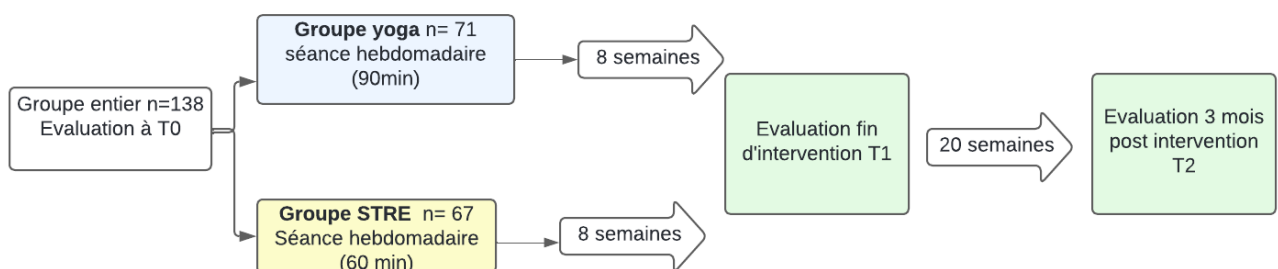 Groupe entier n=138
Evaluation à T0
Groupe yoga n= 71
séance hebdomadaire
(90min)
8 semaines
Groupe STRE n= 67
Séance hebdomadaire
(60 min)
8 semaines
Evaluation fin
d'intervention T1
20 semaines
Evaluation 3 mois
post intervention
T2